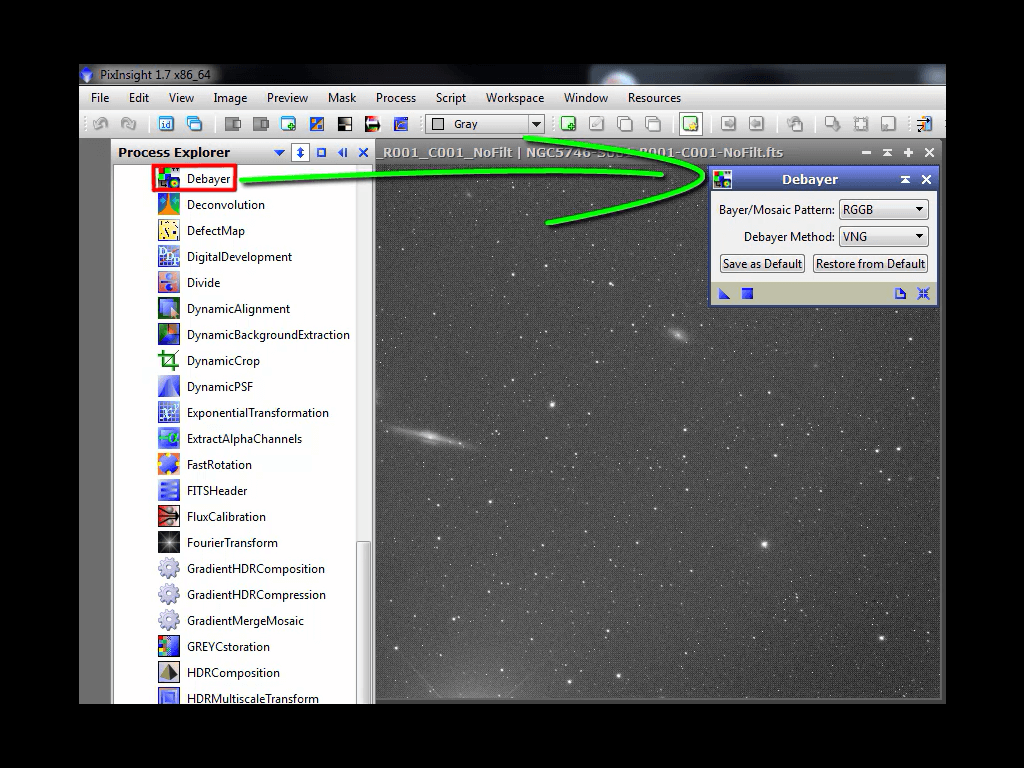 PixInsight 1.7 x86_64
File Edit View Image Preview Mask Process Script Workspace Window Resources
id Gray
Process Explorer
_R001_C001_NoFilt | NGC5746-S001-R001-C001-NoFilt.fts
Debayer
Deconvolution
DefectMap
DigitalDevelopment
Divide
DynamicAlignment
DynamicBackgroundExtraction
DynamicCrop
DynamicPSF
ExponentialTransformation
ExtractAlphaChannels
FastRotation
FITSHeader
FluxCalibration
FourierTransform
GradientHDRComposition
GradientHDRCompression
GradientMergeMosaic
GREYCstoration
HDRComposition
HDRMultiscaleTransform
Debayer
Bayer/Mosaic Pattern: RGGB
Debayer Method: VNG
Save as Default Restore from Default